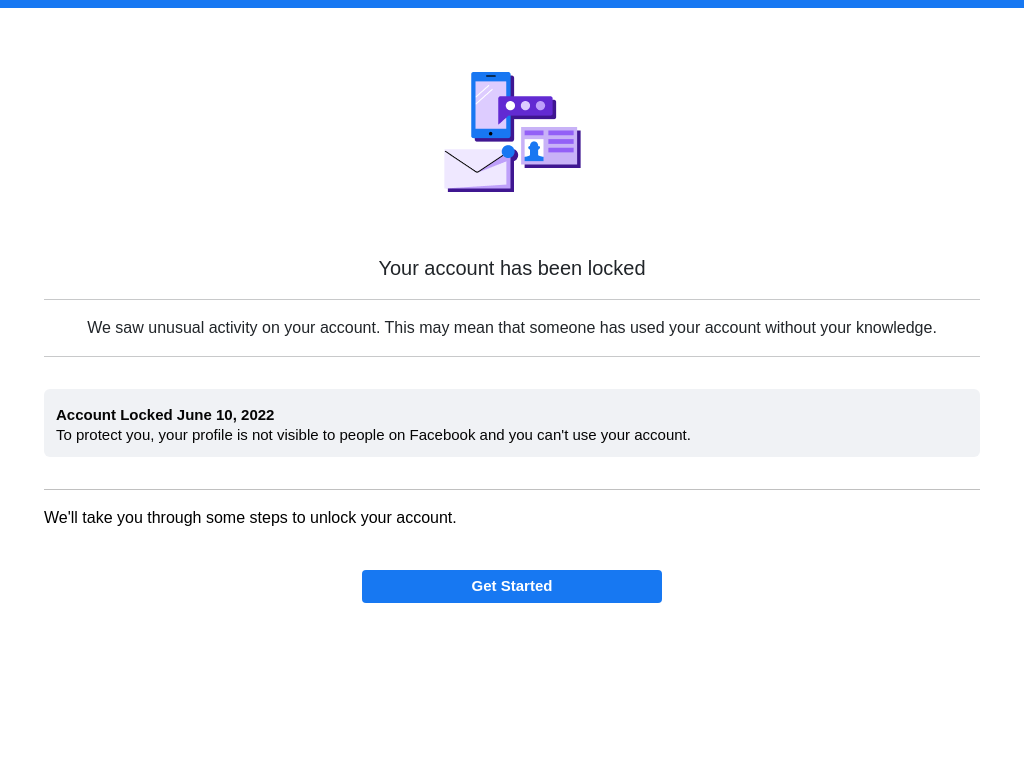 Your account has been locked
We saw unusual activity on your account. This may mean that someone has used your account without your knowledge.
Account Locked June 10, 2022
To protect you, your profile is not visible to people on Facebook and you can't use your account.
We'll take you through some steps to unlock your account.
Get Started